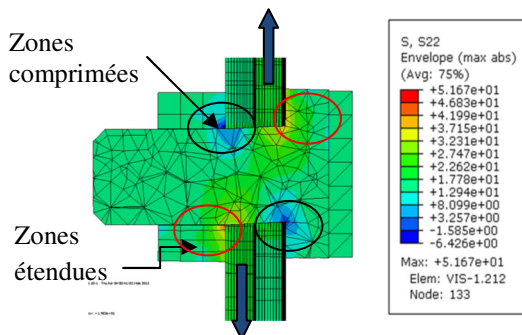 Zones
comprimées
Zones
étendues
S, S22
Envelope (max abs)
(Avg: 75%)
+5.167e+01
+4.683e+01
+4.199e+01
+3.715e+01
+3.231e+01
+2.747e+01
+2.262e+01
+1.778e+01
+1.294e+01
+8.099e+00
+3.257e+00
-1.585e+00
-6.426e+00
Max: +5.167e+01
Elem: VIS-1.212
Node: 133